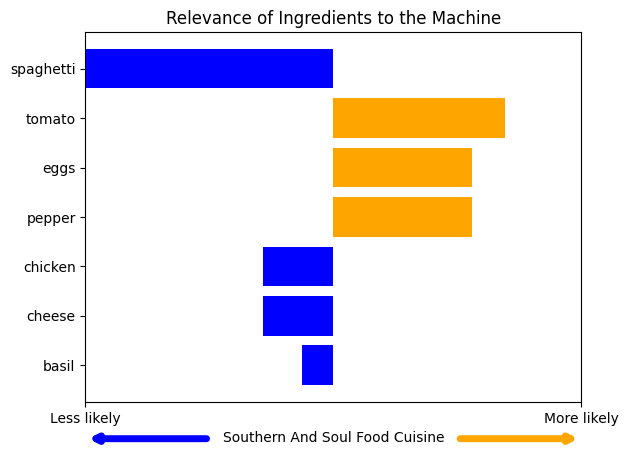 Relevance of Ingredients to the Machine
spaghetti
tomato
eggs
pepper
chicken
cheese
basil
Less likely
More likely
Southern And Soul Food Cuisine